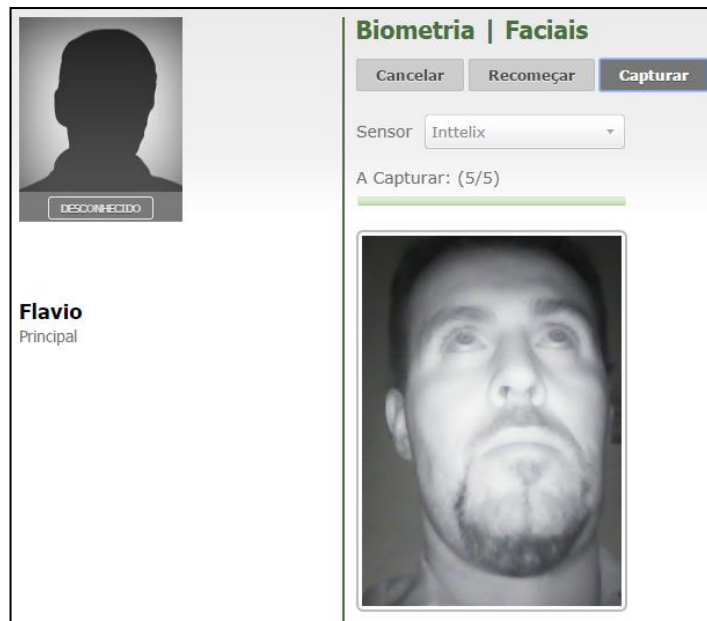 DESCONHECIDO
Flavio
Principal
Biometria | Faciais
Cancelar Recomeçar Capturar
Sensor Inttelix
A Capturar: (5/5)